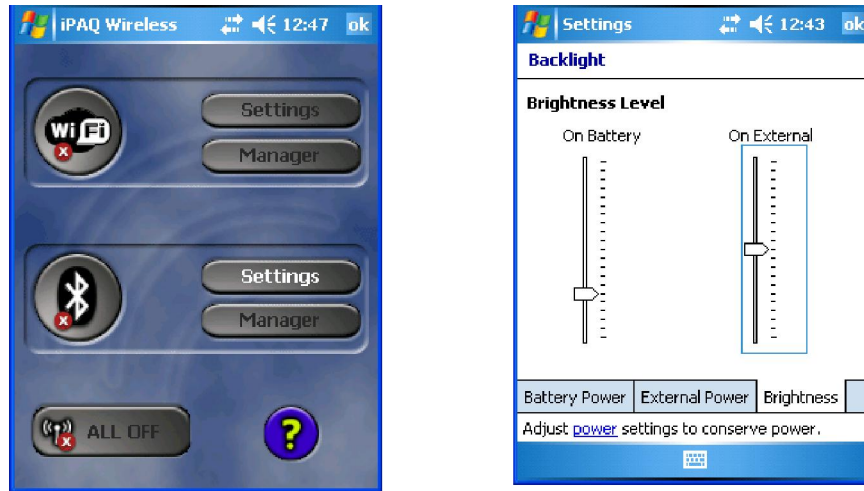 iPAQ Wireless 12:47 ok
Wi Fi
Settings
Manager
Settings
Manager
ALL OFF
?
Settings 12:43 ok
Backlight
Brightness Level
On Battery On External
Battery Power External Power Brightness
Adjust power settings to conserve power.